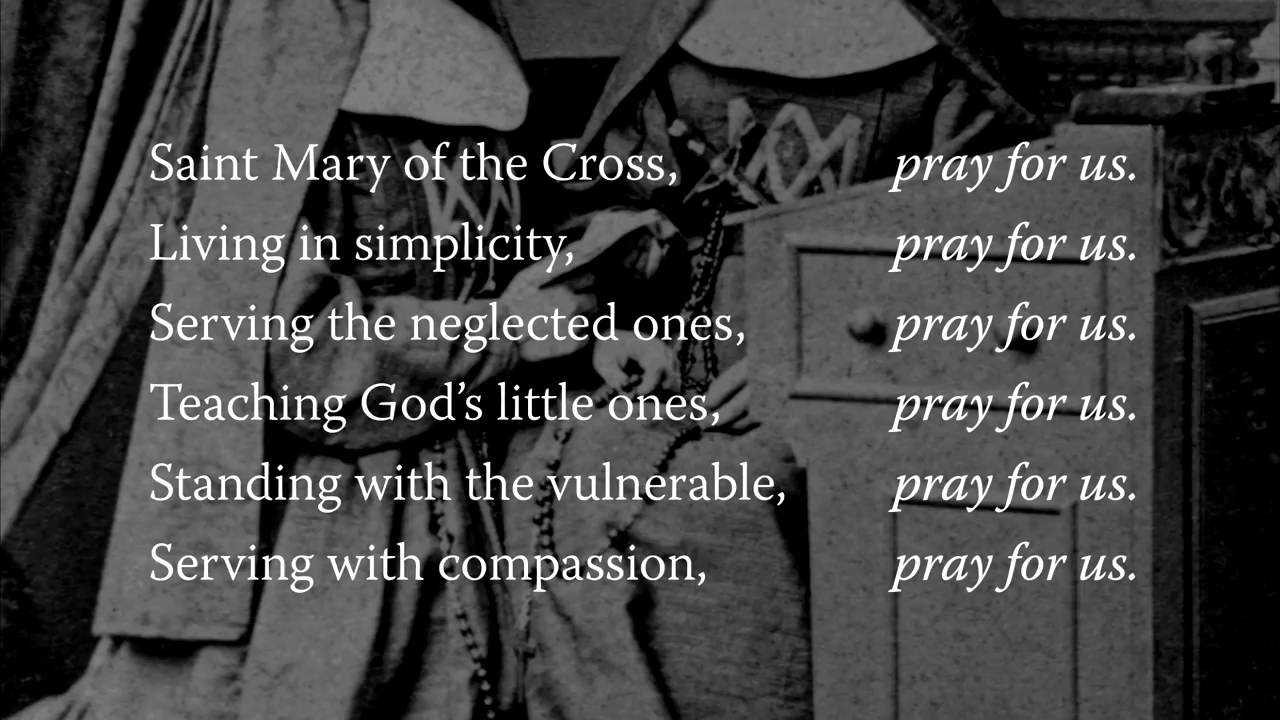 Saint Mary of the Cross, pray for us.
Living in simplicity, pray for us.
Serving the neglected ones, pray for us.
Teaching God’s little ones, pray for us.
Standing with the vulnerable, pray for us.
Serving with compassion, pray for us.